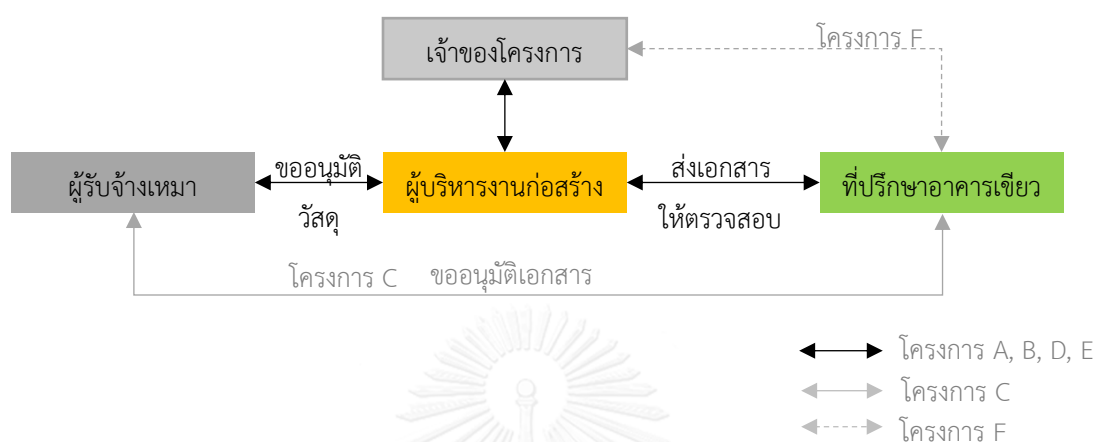 โครงการ F
เจ้าของโครงการ
ผู้รับจ้างเหมา
ขออนุมัติ
วัสดุ
ผู้บริหารงานก่อสร้าง
ส่งเอกสาร
ให้ตรวจสอบ
ที่ปรึกษาอาคารเขียว
โครงการ C ขออนุมัติเอกสาร
โครงการ A, B, D, E
โครงการ C
โครงการ F